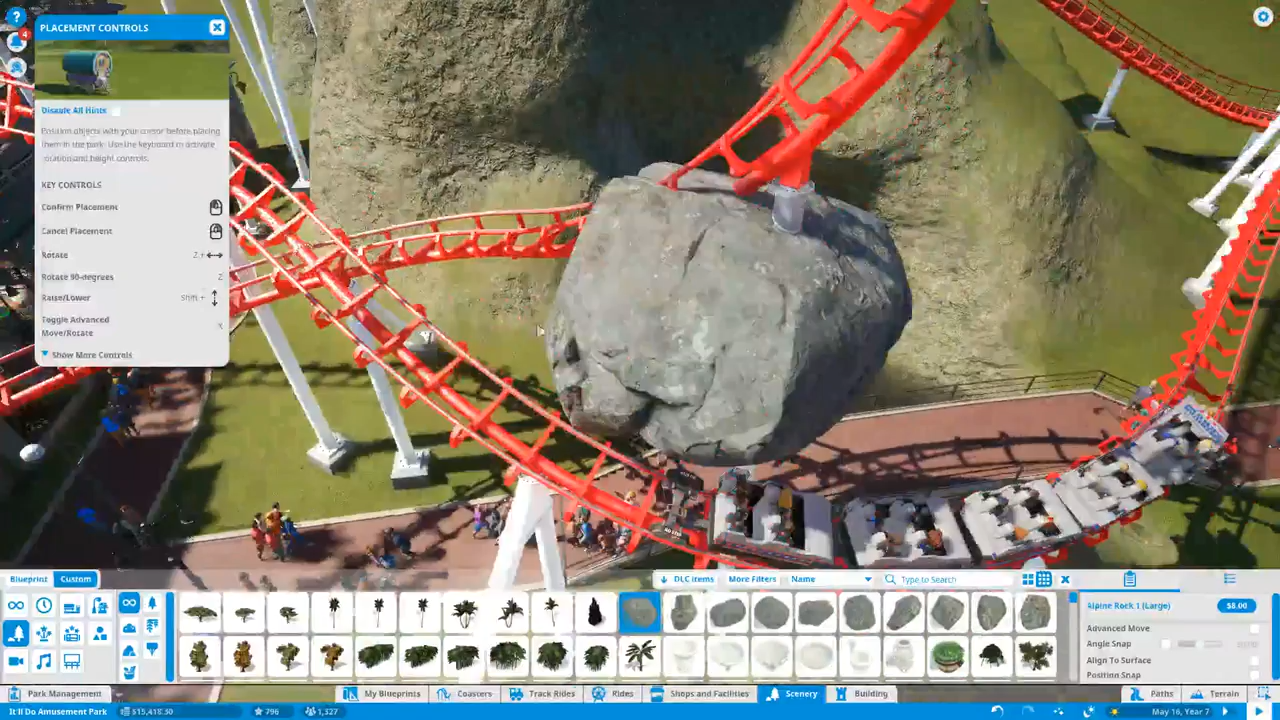 PLACEMENT CONTROLS
Disable All Hints
Position objects with your cursor before placing
them in the park. Use the keyboard to activate
rotation and height controls.
KEY CONTROLS
Confirm Placement
Cancel Placement
Rotate Z +
Rotate 90-degrees Z
Raise/Lower Shift +
Toggle Advanced
Move/Rotate
Show More Controls
4
Blueprint Custom DLC items More Filters Name Type to Search
Alpine Rock 1 (Large) $8.00
Advanced Move
Angle Snap
Align To Surface
Position Snap
Park Management My Blueprints Coasters Track Rides Rides Shops and Facilities Scenery Building Paths Terrain
It'll Do Amusement Park $15,418.30 796 1,327 May 16, Year 7